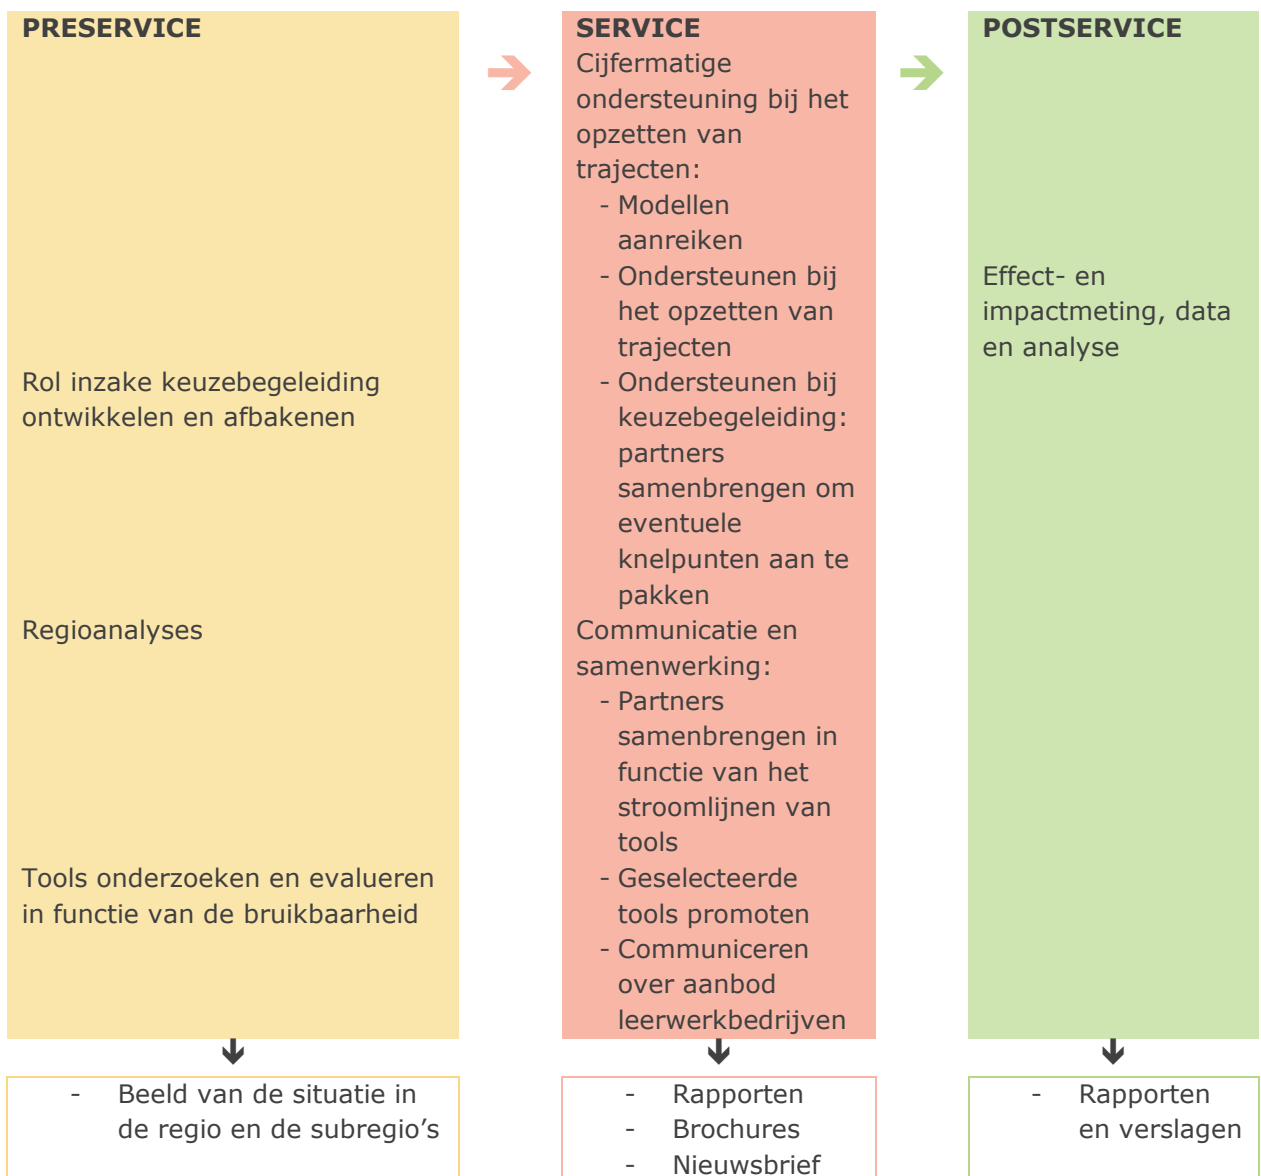 PRESERVICE
Rol inzake keuzebegeleiding
ontwikkelen en afbakenen
Regioanalyses
Tools onderzoeken en evalueren
in functie van de bruikbaarheid
SERVICE
Cijfermatige
ondersteuning bij het
opzetten van
trajecten:
- Modellen
aanreiken
- Ondersteunen bij
het opzetten van
trajecten
- Ondersteunen bij
keuzebegeleiding:
partners
samenbrengen om
eventuele
knelpunten aan te
pakken
Communicatie en
samenwerking:
- Partners
samenbrengen in
functie van het
stroomlijnen van
tools
- Geselecteerde
tools promoten
- Communiceren
over aanbod
leerwerkbedrijven
POSTSERVICE
Effect- en
impactmeting, data
en analyse
- Beeld van de situatie in
de regio en de subregio’s
- Rapporten
- Brochures
- Nieuwsbrief
- Rapporten
en verslagen